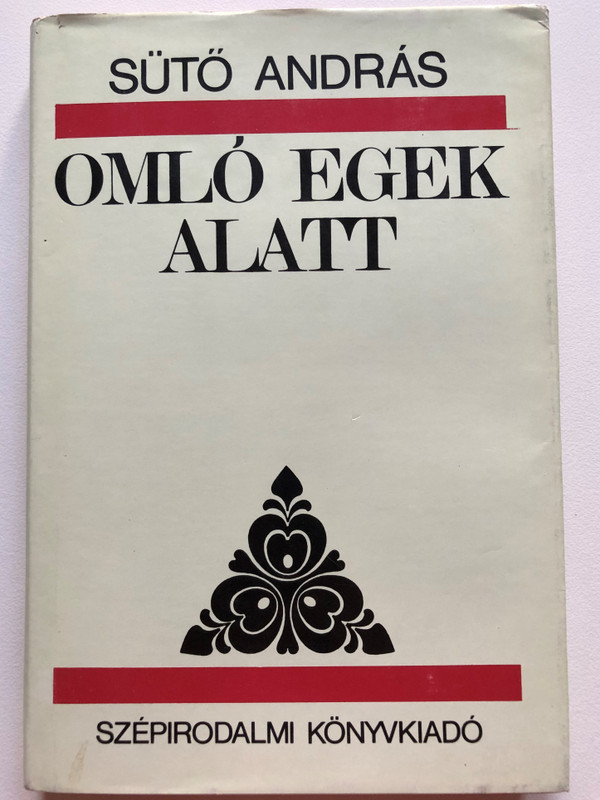 SÜTŐ ANDRÁS
OMLÓ EGEK
ALATT
SZÉPIRODALMI KÖNYVKIADÓ